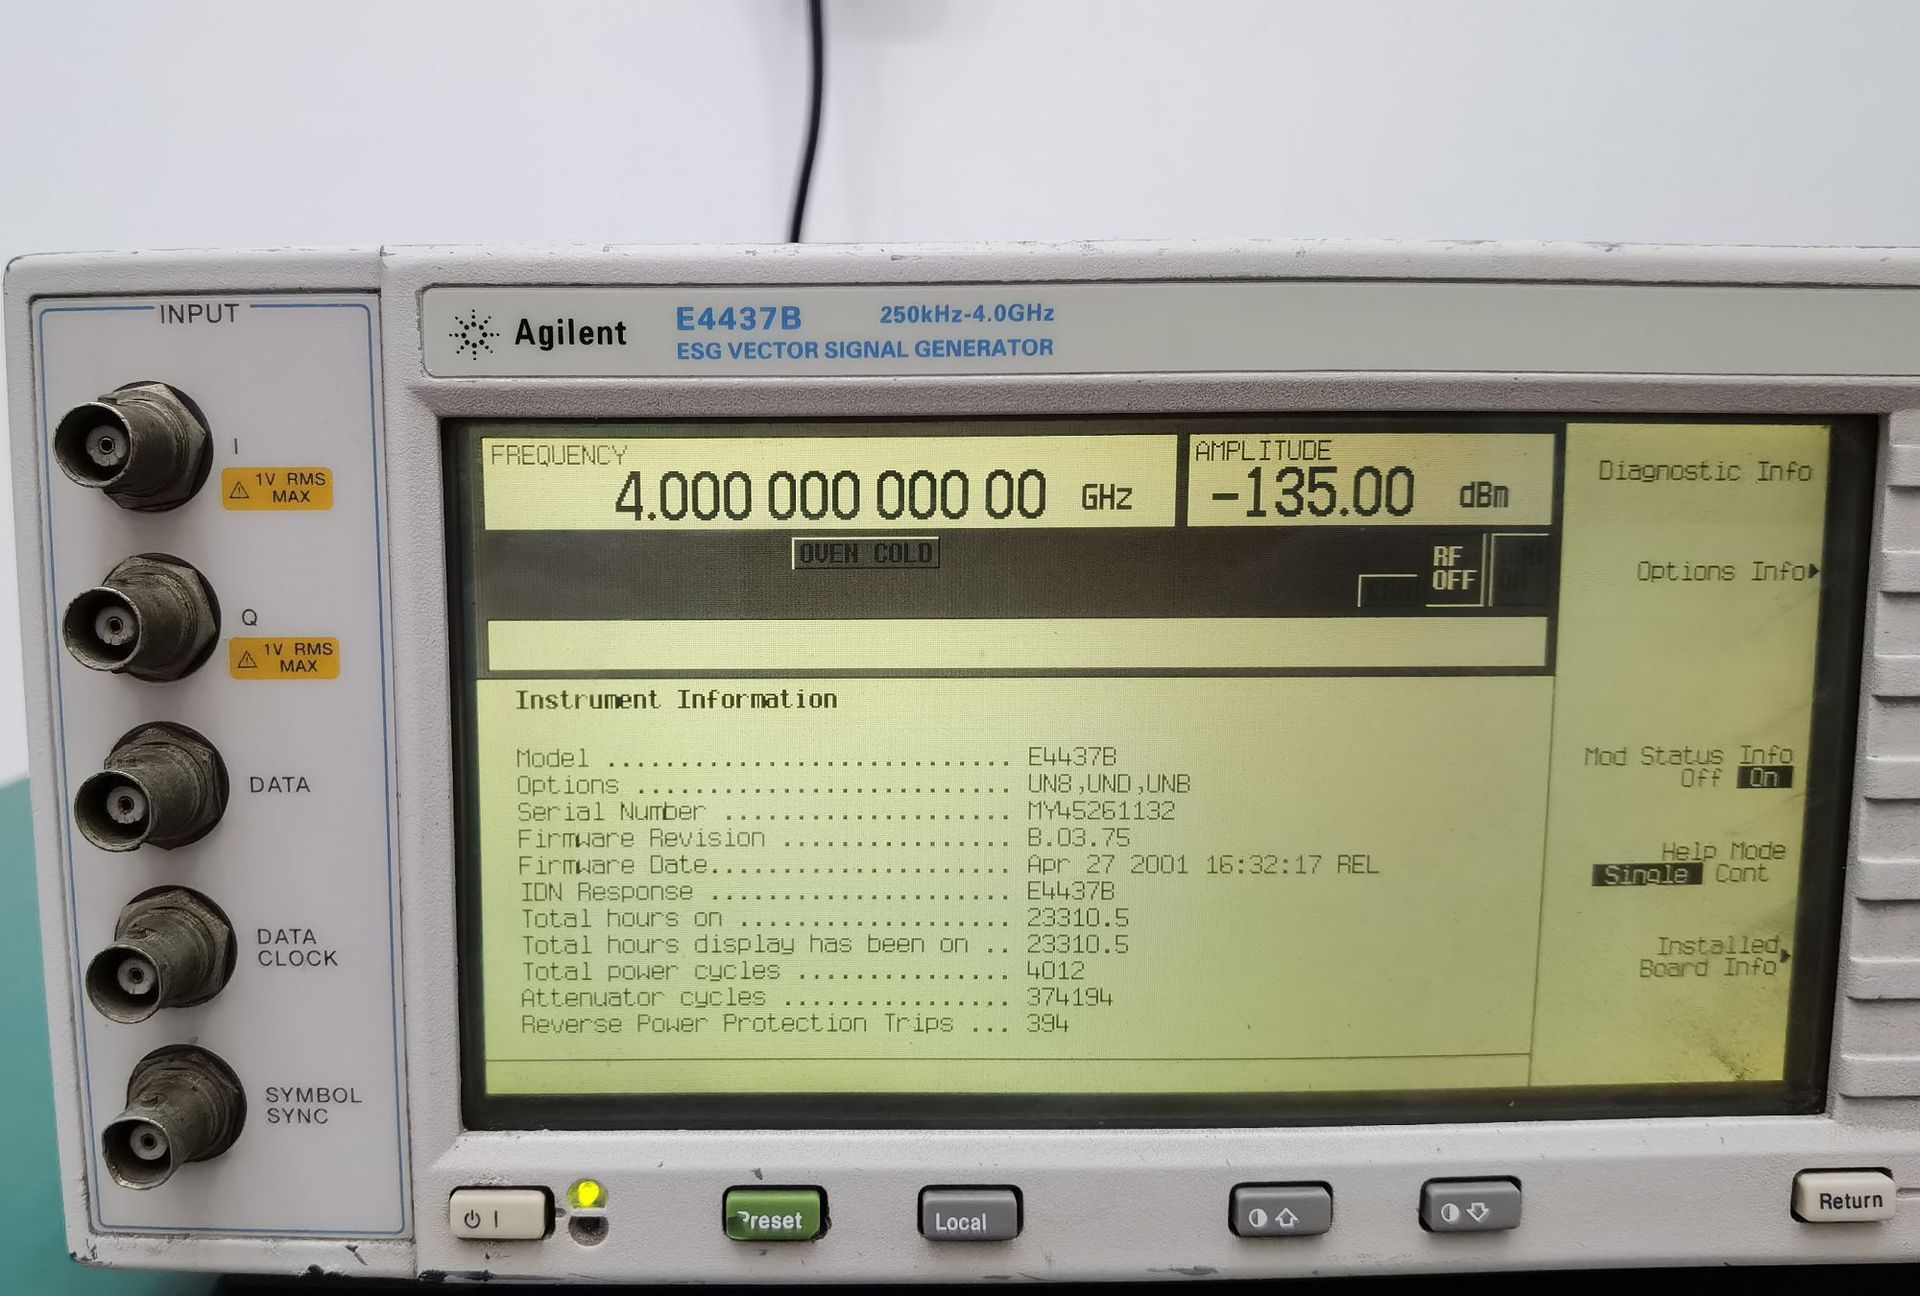 INPUT
I
1V RMS
MAX
Q
1V RMS
MAX
DATA
DATA
CLOCK
SYMBOL
SYNC
Agilent
E4437B 250kHz-4.0GHz
ESG VECTOR SIGNAL GENERATOR
FREQUENCY
4.000 000 000 00 GHz
AMPLITUDE
-135.00 dBm
OVEN COLD
RF
OFF
Instrument Information
Model ............................ E4437B
Options .......................... UN8,UND,UNB
Serial Number .................... MY45261132
Firmware Revision ................ B.03.75
Firmware Date..................... Apr 27 2001 16:32:17 REL
IDN Response ...................... E4437B
Total hours on ................... 23310.5
Total hours display has been on .. 23310.5
Total power cycles ............... 4012
Attenuator cycles ................ 374194
Reverse Power Protection Trips ... 394
Diagnostic Info
Options Info
Mod Status Info
Off On
Help Mode
Single Cont
Installed
Board Info
Preset
Local
Return